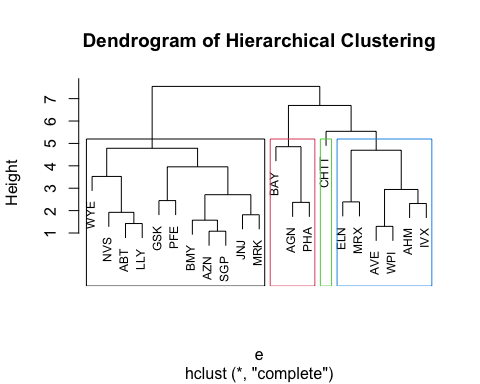 Dendrogram of Hierarchical Clustering
Height
7
6
5
4
3
2
1
WYE
NVS
ABT
LLY
GSK
PFE
BMY
AZN
SGP
JNJ
MRK
BAY
AGN
PHA
CHTT
ELN
MRX
AVE
WPI
AHM
IVX
e
hclust (*, "complete")